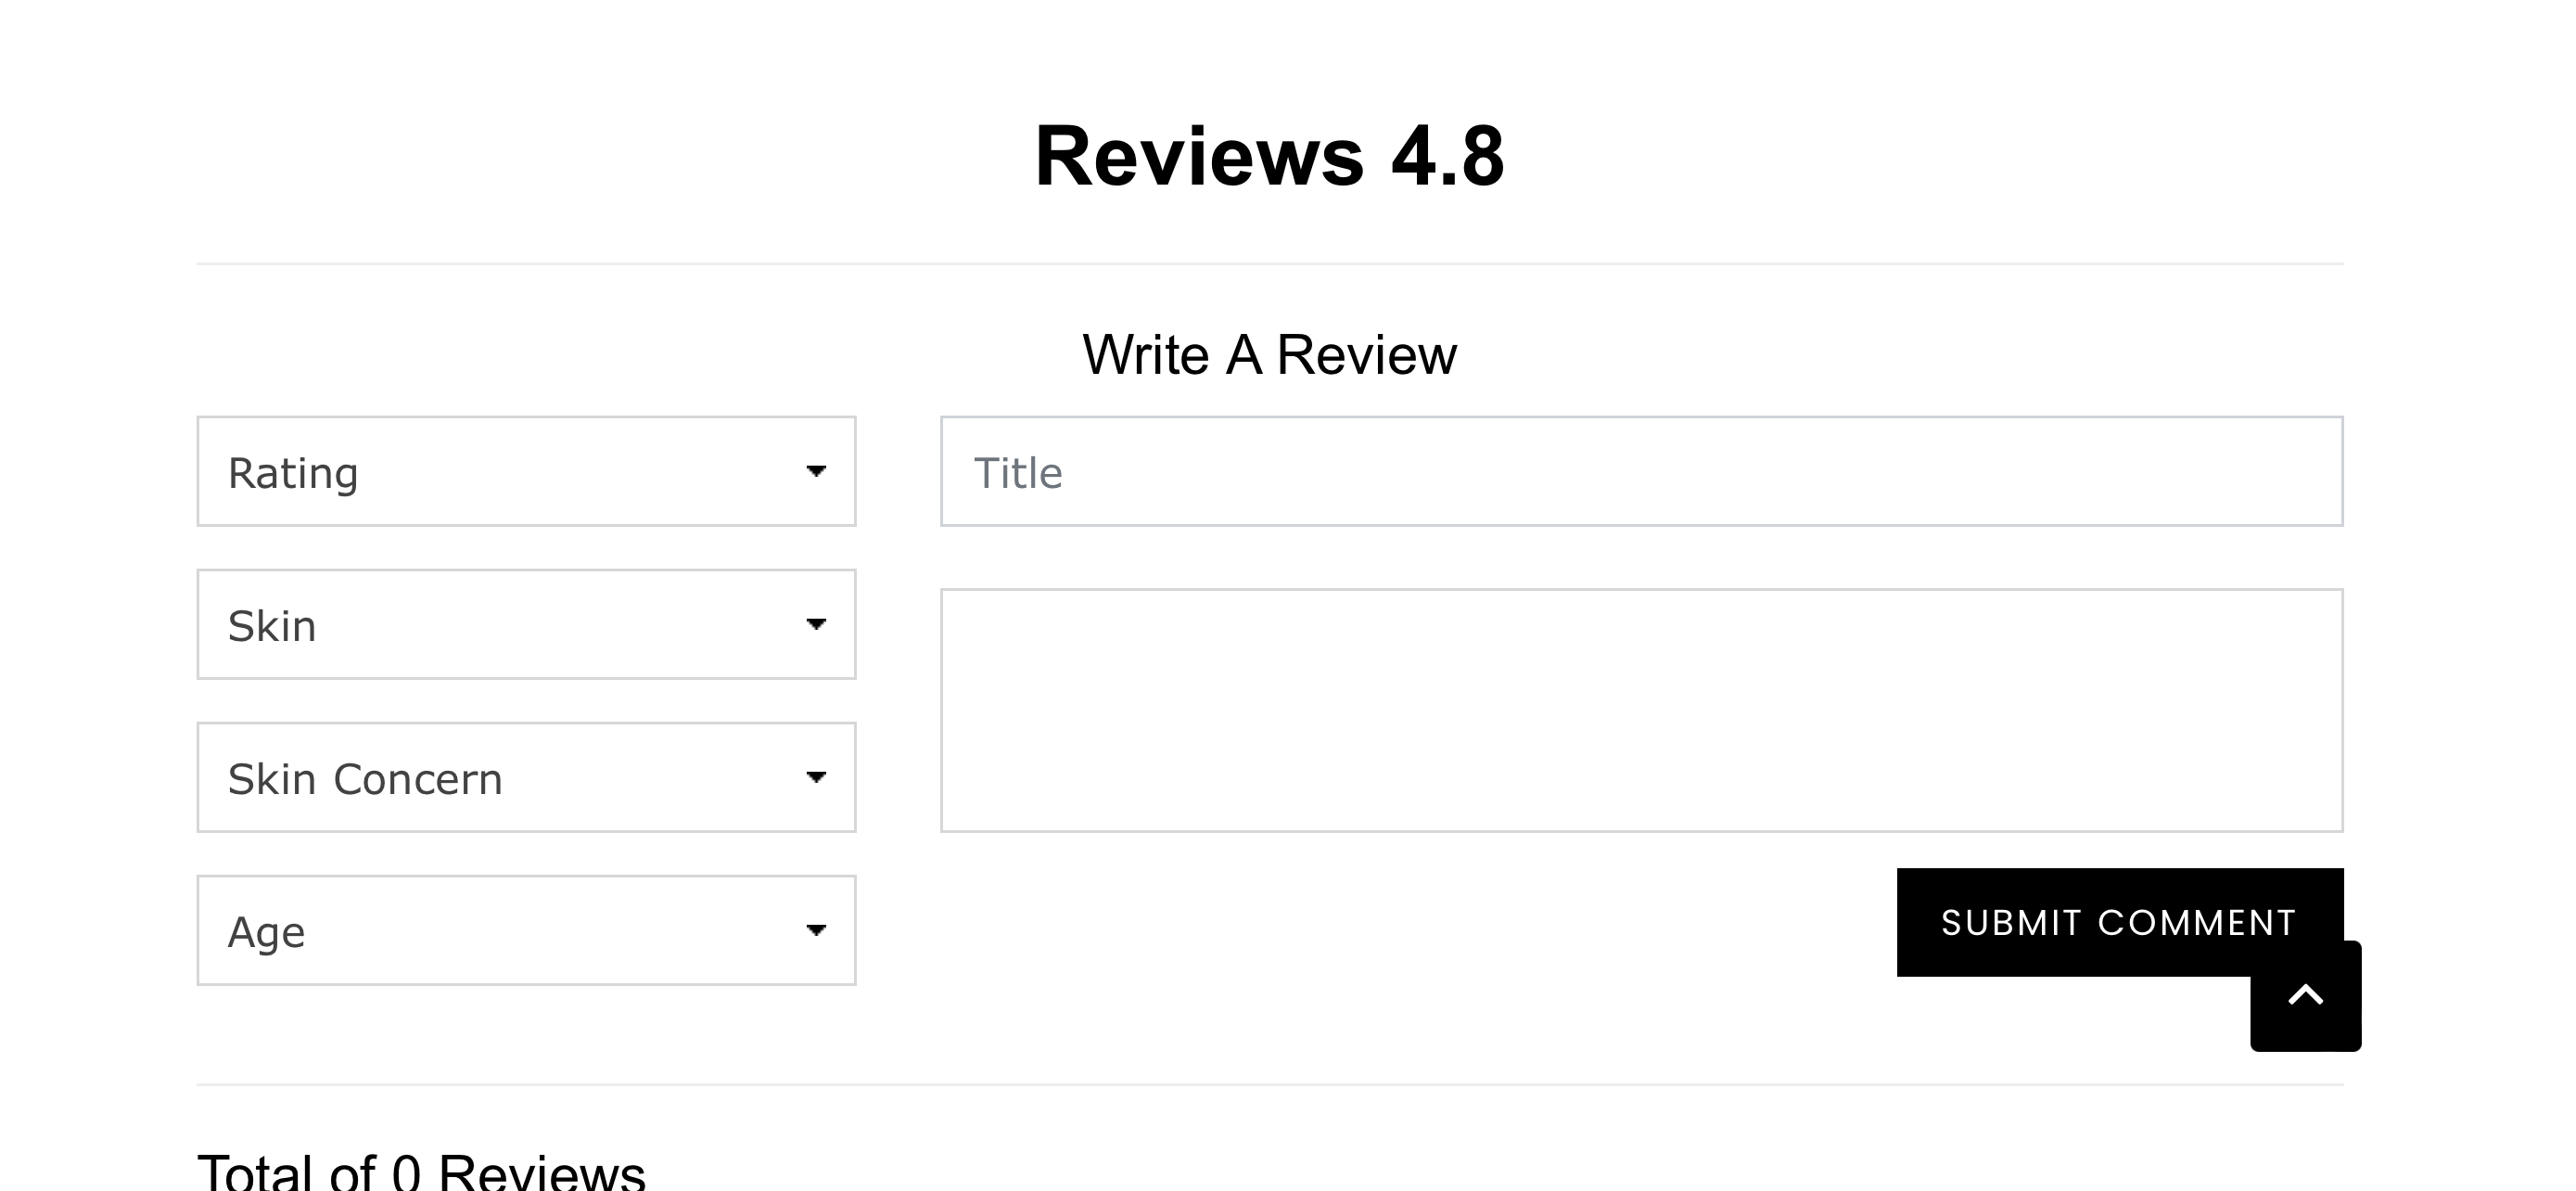 Reviews 4.8
Write A Review
Rating
Title
Skin
Skin Concern
Age
SUBMIT COMMENT
Total of 0 Reviews